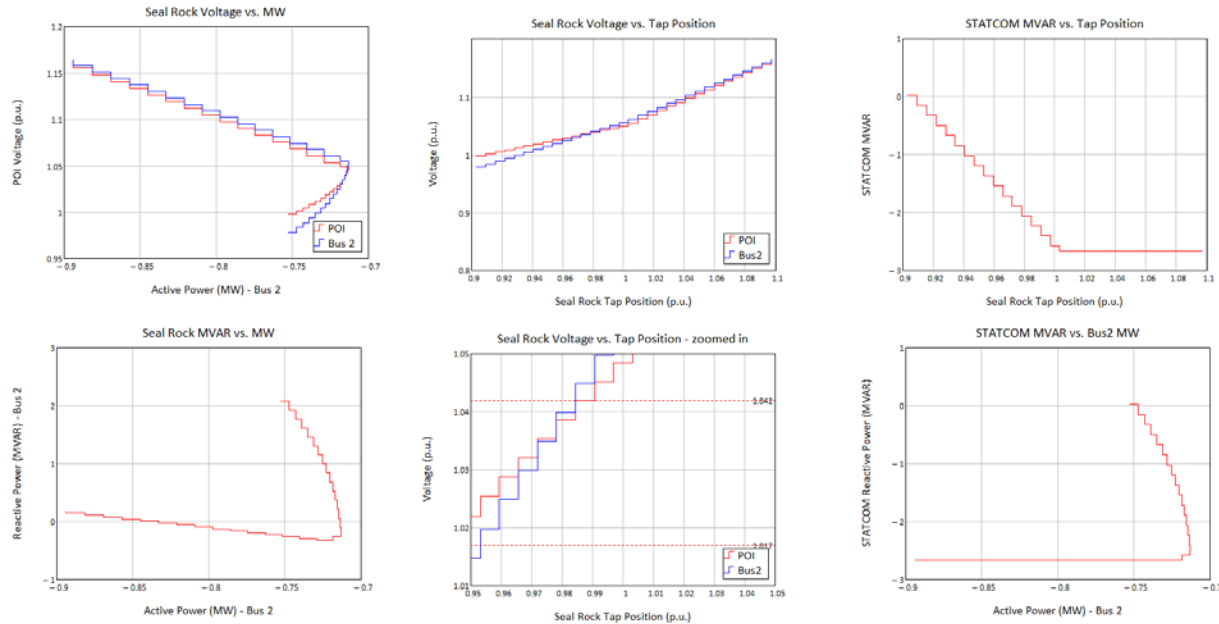 Seal Rock Voltage vs. MW
1.2
1.15
1.1
1.05
1
0.95
POI Voltage (p.u.)
POI
Bus 2
−0.9 −0.85 −0.8 −0.75 −0.7
Active Power (MW) - Bus 2
Seal Rock Voltage vs. Tap Position
1.1
1
0.9
0.8
Voltage (p.u.)
POI
Bus2
0.9 0.92 0.94 0.96 0.98 1 1.02 1.04 1.06 1.08 1.1
Seal Rock Tap Position (p.u.)
STATCOM MVAR vs. Tap Position
1
0
−1
−2
−3
STATCOM MVAR
0.9 0.92 0.94 0.96 0.98 1 1.02 1.04 1.06 1.08 1.1
Seal Rock Tap Position (p.u.)
Seal Rock MVAR vs. MW
3
2
1
0
−1
Reactive Power (MVAR) - Bus 2
−0.9 −0.8 −0.7
Active Power (MW) - Bus 2
Seal Rock Voltage vs. Tap Position - zoomed in
1.05
1.04
1.03
1.02
1.01
Voltage (p.u.)
1.042
1.017
POI
Bus2
0.95 0.96 0.97 0.98 0.99 1 1.01 1.02 1.03 1.04 1.05
Seal Rock Tap Position (p.u.)
STATCOM MVAR vs. Bus2 MW
1
0
−1
−2
−3
STATCOM Reactive Power (MVAR)
−0.9 −0.85 −0.8 −0.75 −0.7
Active Power (MW) - Bus 2